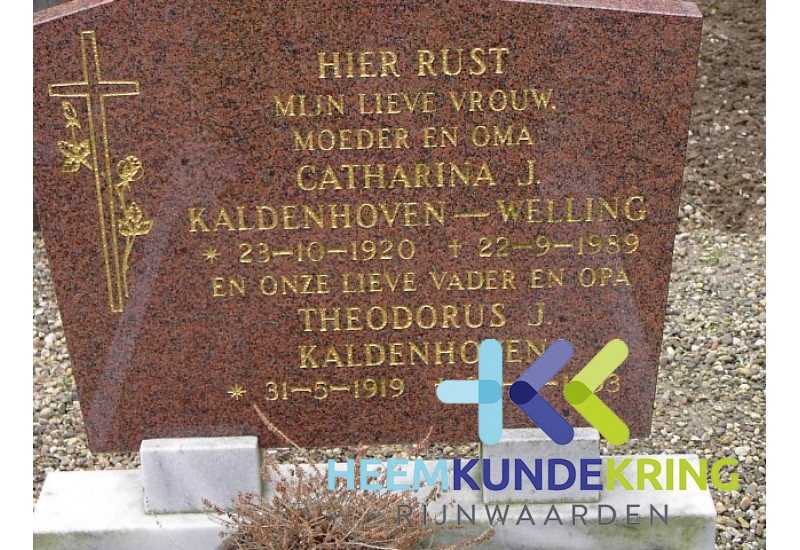 HIER RUST
MIJN LIEVE VROUW.
MOEDER EN OMA
CATHARINA J.
KALDENHOVEN — WELLING
* 23-10-1920 † 22-9-1989
EN ONZE LIEVE VADER EN OPA
THEODORUS J.
KALDENHOVEN
* 31-5-1919
HEEMKUNDEKRING
RIJNWAARDEN